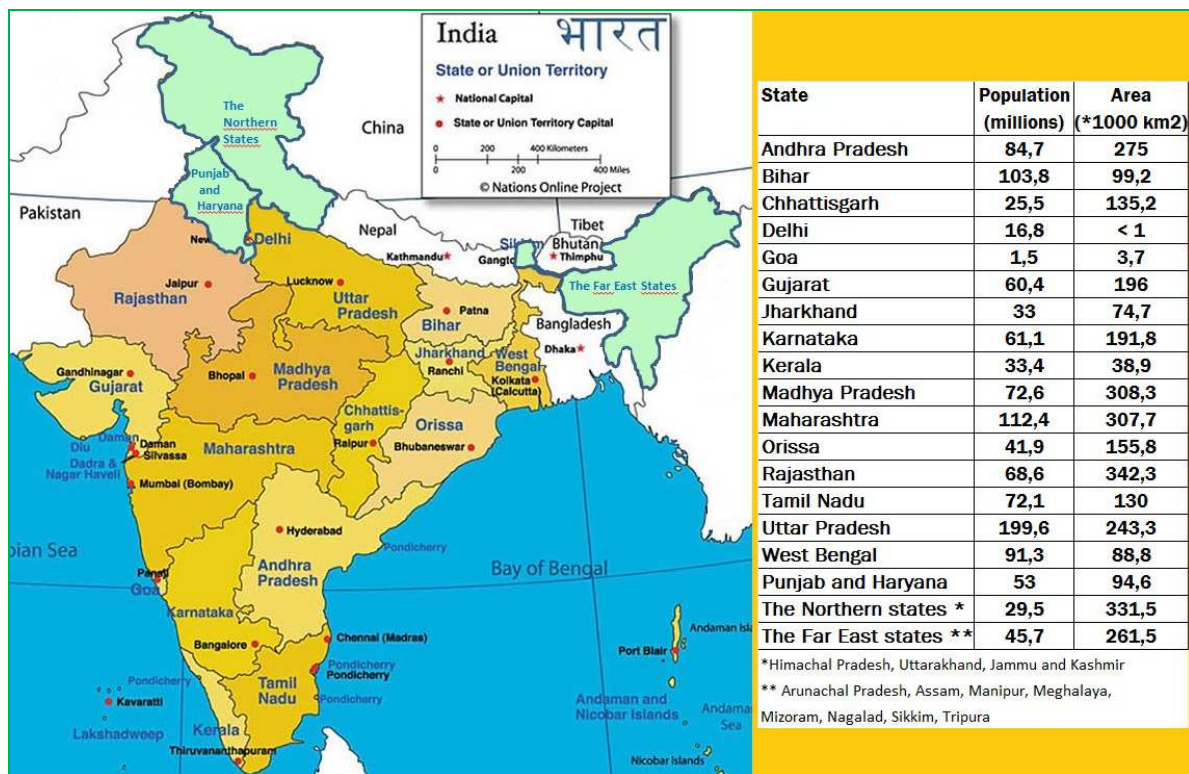 India भारत
State or Union Territory
National Capital
State or Union Territory Capital
0 200 400 Kilometers
0 200 400 Miles
© Nations Online Project
The
Northern
States
China
Punjab
and
Haryana
Pakistan
New
Delhi
Nepal
Tibet
Bhutan
Sikkim
Kathmandu
Gangto
Thimphu
The Far East States
Jaipur
Rajasthan
Lucknow
Uttar
Pradesh
Patna
Bihar
Bangladesh
Dhaka
Jharkhand
Ranchi
West
Bengal
Kolkata
(Calcutta)
Gandhinagar
Gujarat
Bhopal
Madhya
Pradesh
Chhattis-
garh
Raipur
Orissa
Bhubaneswar
Daman
Diu
Daman
Silvassa
Dadra &
Nagar Haveli
Maharashtra
Mumbai (Bombay)
Hyderabad
Andhra
Pradesh
Pondicherry
bian Sea
Bay of Bengal
Panaji
Goa
Karnataka
Bangalore
Chennai (Madras)
Pondicherry
Pondicherry
Pondicherry
Pondicherry
Tamil
Nadu
Kavaratti
Lakshadweep
Kerala
Thiruvananthapuram
Andaman Isla
Port Blair
Andaman and
Nicobar Islands
Andaman
Sea
Nicobar Islands
State Population Area
(millions) (*1000 km2)
Andhra Pradesh 84,7 275
Bihar 103,8 99,2
Chhattisgarh 25,5 135,2
Delhi 16,8 < 1
Goa 1,5 3,7
Gujarat 60,4 196
Jharkhand 33 74,7
Karnataka 61,1 191,8
Kerala 33,4 38,9
Madhya Pradesh 72,6 308,3
Maharashtra 112,4 307,7
Orissa 41,9 155,8
Rajasthan 68,6 342,3
Tamil Nadu 72,1 130
Uttar Pradesh 199,6 243,3
West Bengal 91,3 88,8
Punjab and Haryana 53 94,6
The Northern states * 29,5 331,5
The Far East states ** 45,7 261,5
*Himachal Pradesh, Uttarakhand, Jammu and Kashmir
** Arunachal Pradesh, Assam, Manipur, Meghalaya,
Mizoram, Nagalad, Sikkim, Tripura